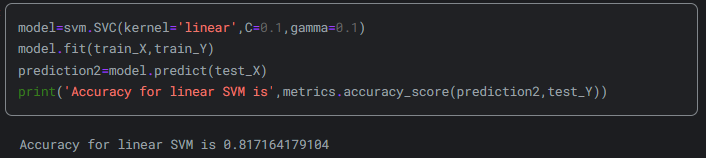 model=svm.SVC(kernel='linear',C=0.1,gamma=0.1)
model.fit(train_X,train_Y)
prediction2=model.predict(test_X)
print('Accuracy for linear SVM is',metrics.accuracy_score(prediction2,test_Y))
Accuracy for linear SVM is 0.817164179104